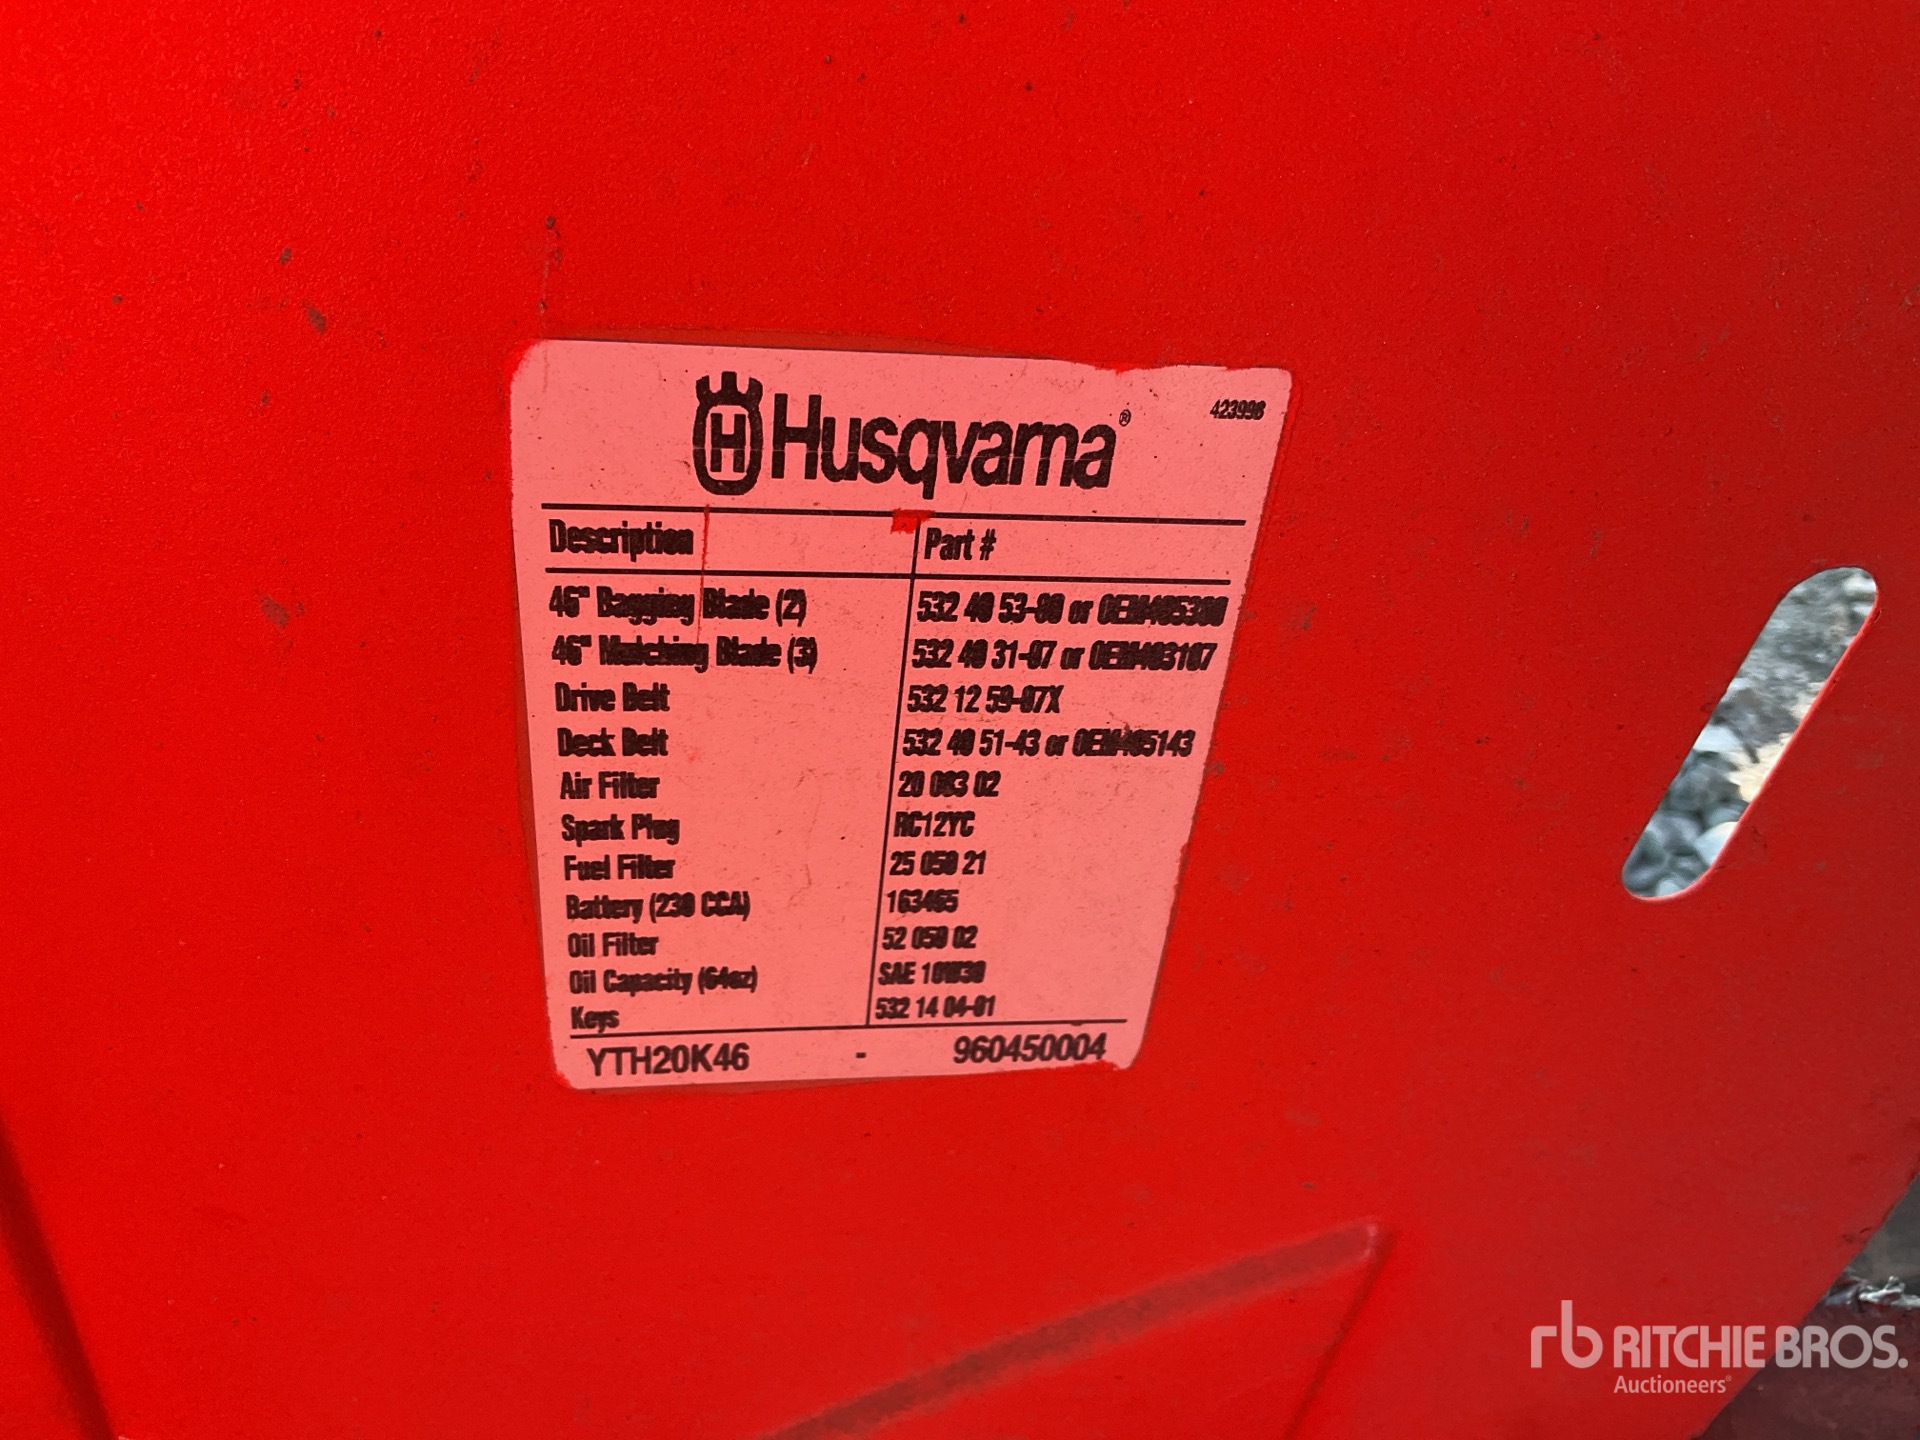 Husqvarna®
423998
Description Part #
46" Bagging Blade (2) 532 40 53-80 or OEM405380
46" Mulching Blade (3) 532 40 31-07 or OEM403107
Drive Belt 532 12 59-07X
Deck Belt 532 40 51-43 or OEM405143
Air Filter 20 083 02
Spark Plug RC12YC
Fuel Filter 25 050 21
Battery (230 CCA) 163465
Oil Filter 52 050 02
Oil Capacity (64oz) SAE 10W30
Keys 532 14 04-01
YTH20K46 - 960450004
rb RITCHIE BROS.
Auctioneers®